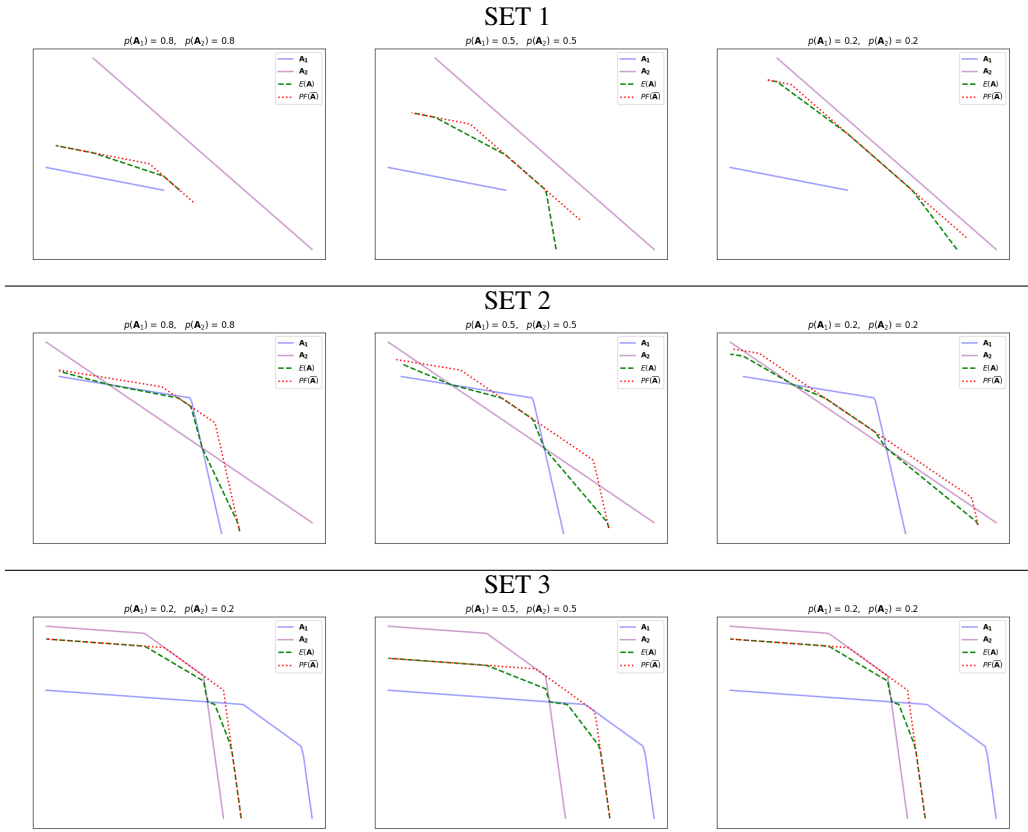 SET 1
p(A₁) = 0.8, p(A₂) = 0.8
A₁
A₂
E(A)
PF(A̅)
p(A₁) = 0.5, p(A₂) = 0.5
A₁
A₂
E(A)
PF(A̅)
p(A₁) = 0.2, p(A₂) = 0.2
A₁
A₂
E(A)
PF(A̅)
SET 2
p(A₁) = 0.8, p(A₂) = 0.8
A₁
A₂
E(A)
PF(A̅)
p(A₁) = 0.5, p(A₂) = 0.5
A₁
A₂
E(A)
PF(A̅)
p(A₁) = 0.2, p(A₂) = 0.2
A₁
A₂
E(A)
PF(A̅)
SET 3
p(A₁) = 0.2, p(A₂) = 0.2
A₁
A₂
E(A)
PF(A̅)
p(A₁) = 0.5, p(A₂) = 0.5
A₁
A₂
E(A)
PF(A̅)
p(A₁) = 0.2, p(A₂) = 0.2
A₁
A₂
E(A)
PF(A̅)